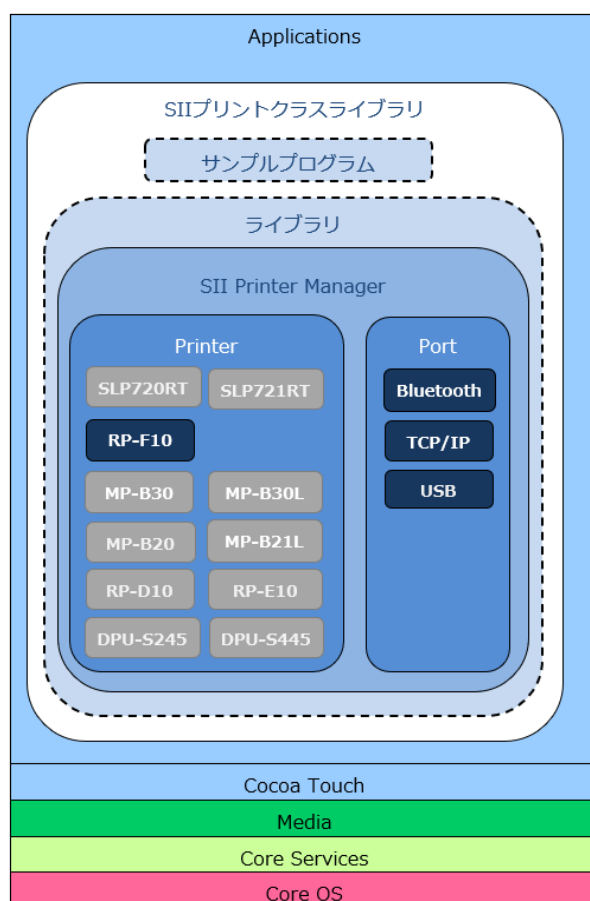 Applications
SIIプリントクラスライブラリ
サンプルプログラム
ライブラリ
SII Printer Manager
Printer
SLP720RT
SLP721RT
RP-F10
MP-B30
MP-B30L
MP-B20
MP-B21L
RP-D10
RP-E10
DPU-S245
DPU-S445
Port
Bluetooth
TCP/IP
USB
Cocoa Touch
Media
Core Services
Core OS